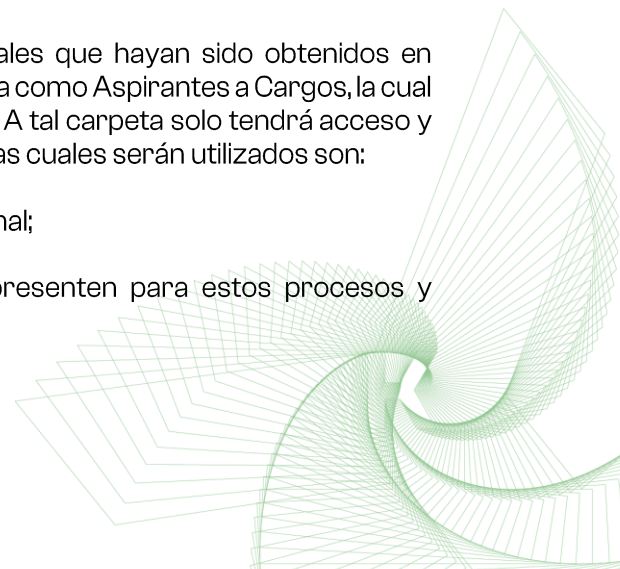 ales que hayan sido obtenidos en
a como Aspirantes a Cargos, la cual
A tal carpeta solo tendrá acceso y
as cuales serán utilizados son:
nal;
presenten para estos procesos y